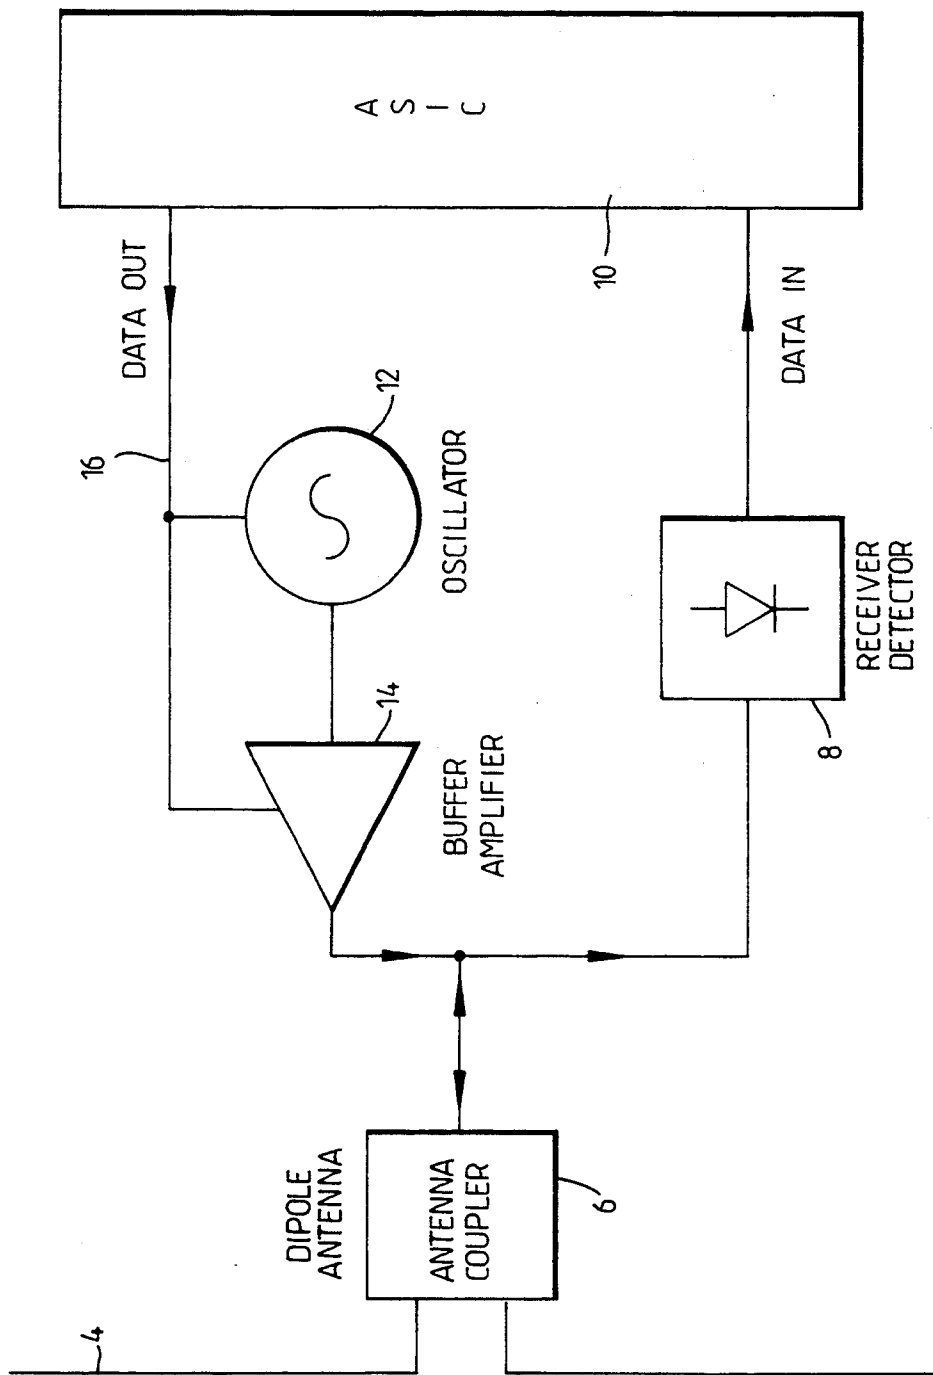 4
DIPOLE
ANTENNA
ANTENNA
COUPLER
6
BUFFER
AMPLIFIER
14
OSCILLATOR
12
16
DATA OUT
RECEIVER
DETECTOR
8
DATA IN
10
ASIC